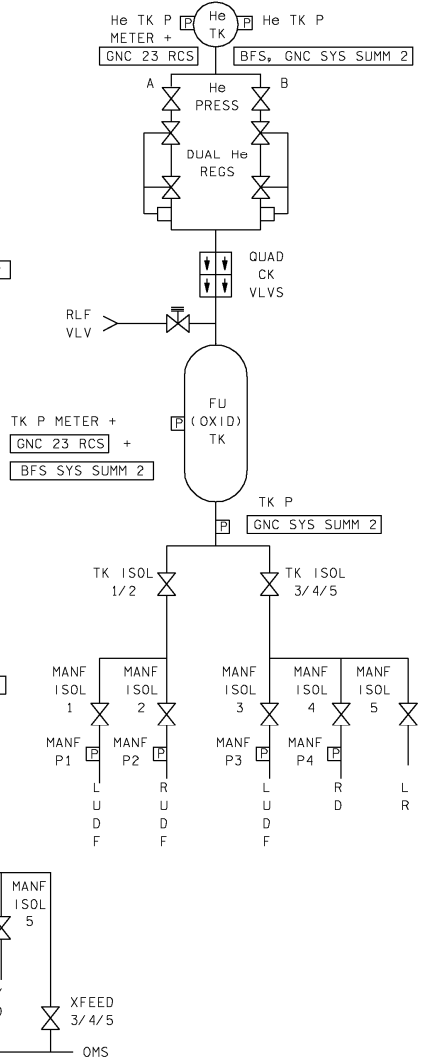 He TK P
METER +
GNC 23 RCS
P
He
TK
P
He TK P
BFS, GNC SYS SUMM 2
A
He
PRESS
B
DUAL He
REGS
QUAD
CK
VLVS
RLF
VLV
FU
(OXID)
TK
P
TK P METER +
GNC 23 RCS +
BFS SYS SUMM 2
TK P
P
GNC SYS SUMM 2
TK ISOL
1/2
TK ISOL
3/4/5
MANF
ISOL
1
MANF
ISOL
2
MANF
ISOL
3
MANF
ISOL
4
MANF
ISOL
5
MANF
P1
P
MANF
P2
P
MANF
P3
P
MANF
P4
P
L
U
D
F
R
U
D
F
L
U
D
F
R
D
L
R
MANF
ISOL
5
XFEED
3/4/5
OMS